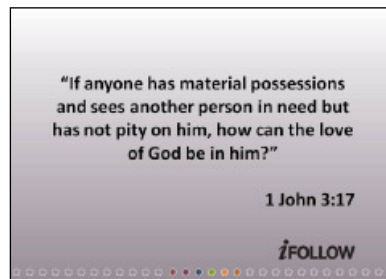 “If anyone has material possessions
and sees another person in need but
has not pity on him, how can the love
of God be in him?”
1 John 3:17
iFOLLOW